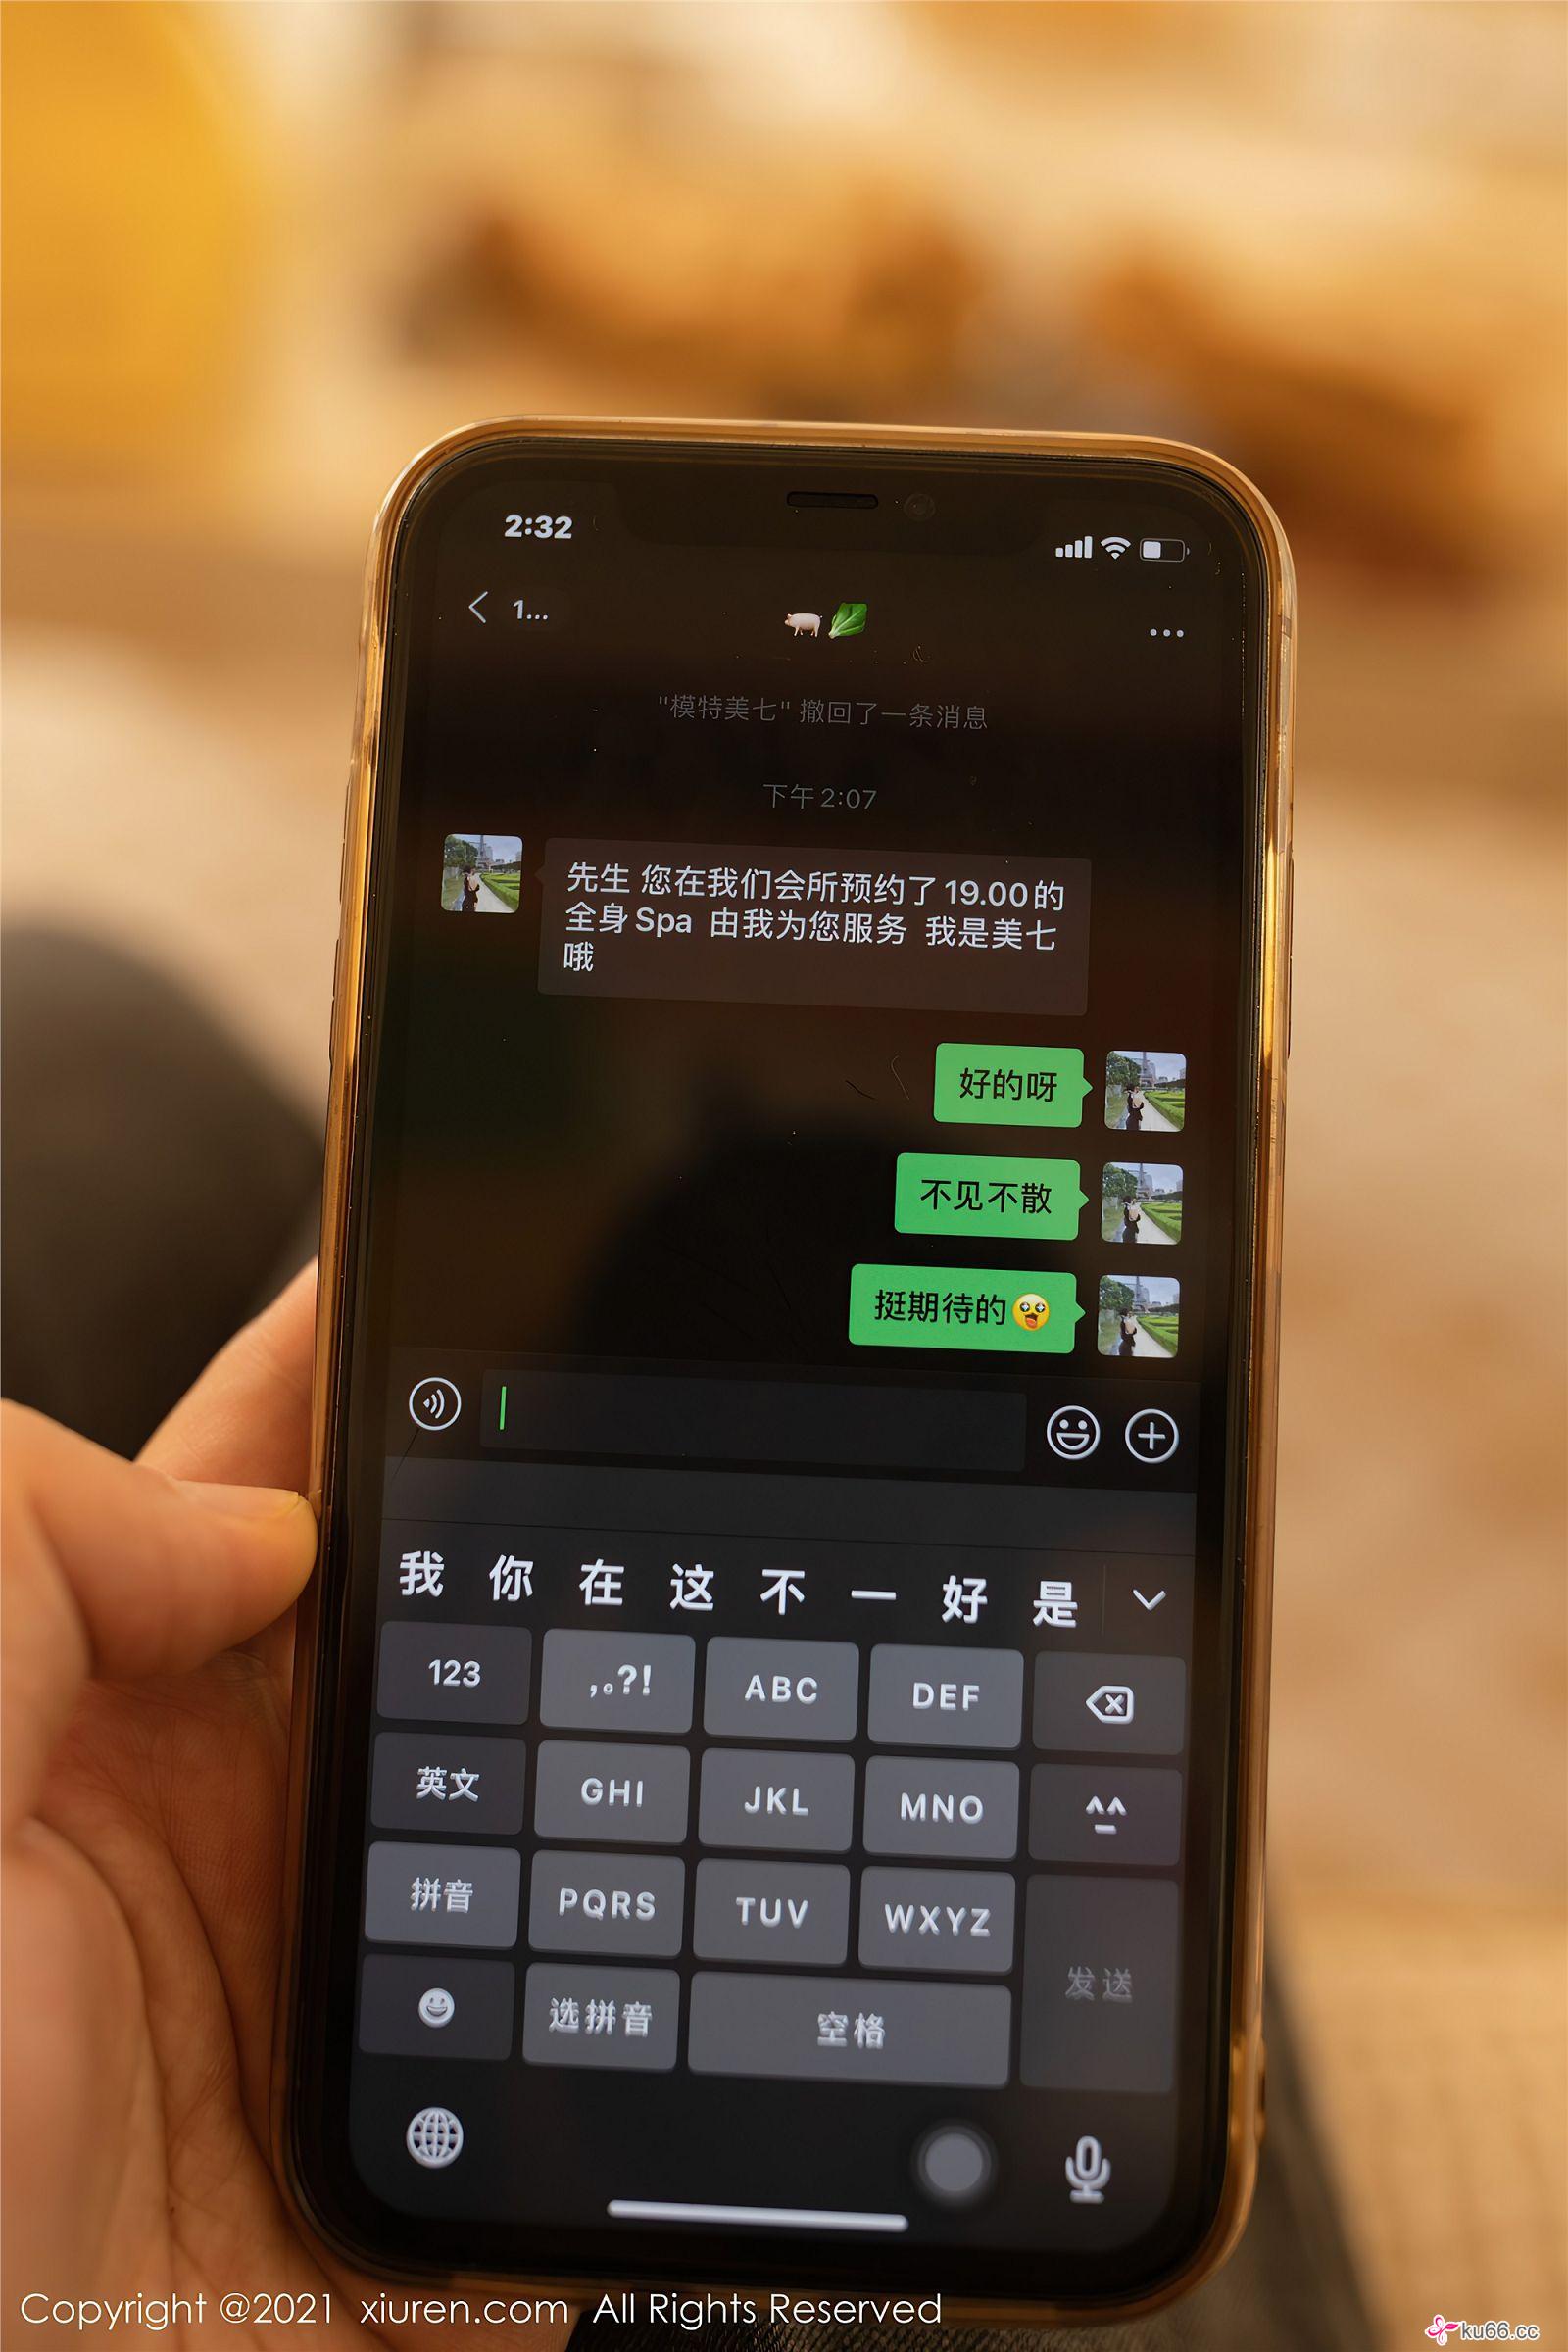 2:32
1...
"模特美七" 撤回了一条消息
下午 2:07
先生 您在我们会所预约了19.00的
全身Spa 由我为您服务 我是美七
哦
好的呀
不见不散
挺期待的
我 你 在 这 不 一 好 是
123 ,。?! ABC DEF
英文 GHI JKL MNO ^^
拼音 PQRS TUV WXYZ
发送
选拼音 空格
Copyright @2021 xiuren.com All Rights Reserved
ku66.cc